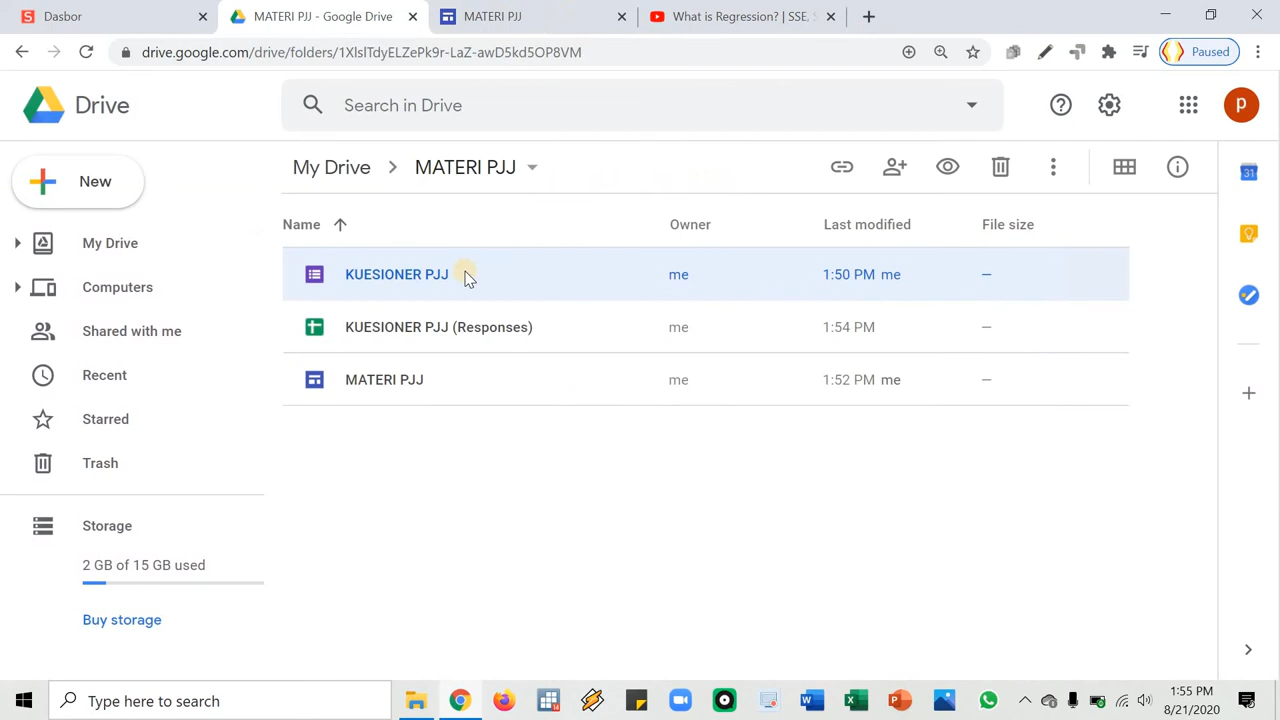 Dasbor
MATERI PJJ - Google Drive
MATERI PJJ
What is Regression? | SSE,
drive.google.com/drive/folders/1XlsITdyELZePk9r-LaZ-awD5kd5OP8VM
Paused
Drive
Search in Drive
p
New
My Drive
MATERI PJJ
31
Name
Owner
Last modified
File size
My Drive
KUESIONER PJJ
me
1:50 PM me
—
Computers
KUESIONER PJJ (Responses)
me
1:54 PM
—
Shared with me
Recent
MATERI PJJ
me
1:52 PM me
—
Starred
Trash
Storage
2 GB of 15 GB used
Buy storage
Type here to search
1:55 PM
8/21/2020